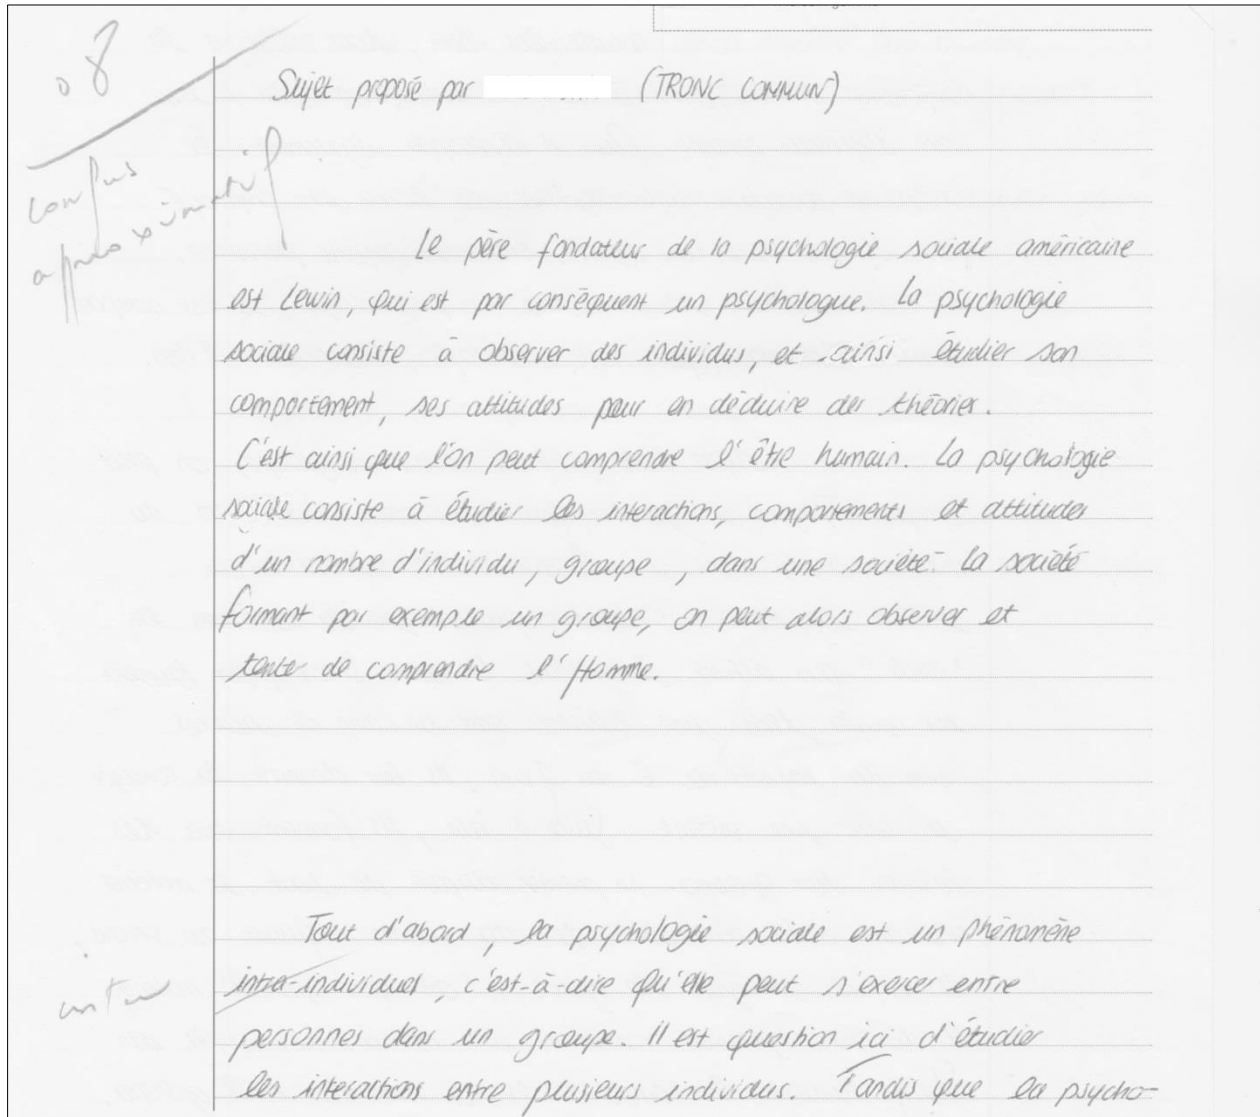 08
Sujet proposé par (TRONC COMMUN)
confus
approximatif
Le père fondateur de la psychologie sociale américaine
est Lewin, qui est par conséquent un psychologue. La psychologie
sociale consiste à observer des individus, et ainsi étudier son
comportement, ses attitudes pour en déduire des théories.
C'est ainsi que l'on peut comprendre l'être humain. La psychologie
sociale consiste à étudier les interactions, comportements et attitudes
d'un nombre d'individu, groupe, dans une société. La société
formant par exemple un groupe, on peut alors observer et
tenter de comprendre l'Homme.
Tout d'abord, la psychologie sociale est un phénomène
inter
intra-individuel, c'est-à-dire qu'elle peut s'exercer entre
personnes dans un groupe. Il est question ici d'étudier
les interactions entre plusieurs individus. Tandis que la psycho-